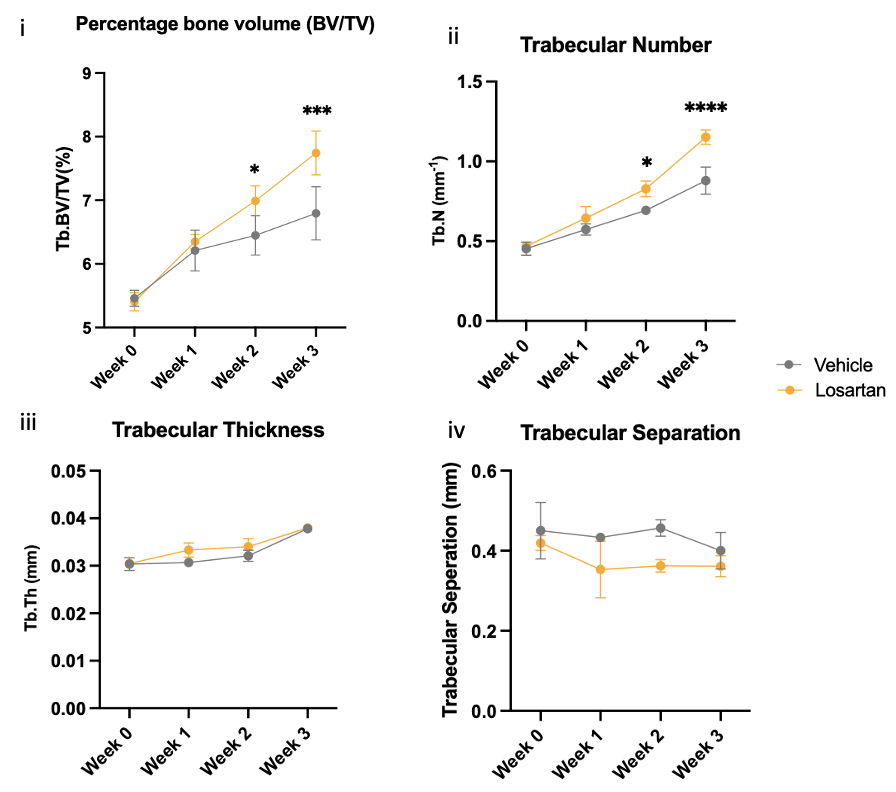 i
Percentage bone volume (BV/TV)
Tb.BV/TV(%)
9
8
7
6
5
*
***
Week 0
Week 1
Week 2
Week 3
ii
Trabecular Number
Tb.N (mm-1)
1.5
1.0
0.5
0.0
*
****
Week 0
Week 1
Week 2
Week 3
Vehicle
Losartan
iii
Trabecular Thickness
Tb.Th (mm)
0.05
0.04
0.03
0.02
0.01
0.00
Week 0
Week 1
Week 2
Week 3
iv
Trabecular Separation
Trabecular Seperation (mm)
0.6
0.4
0.2
0.0
Week 0
Week 1
Week 2
Week 3